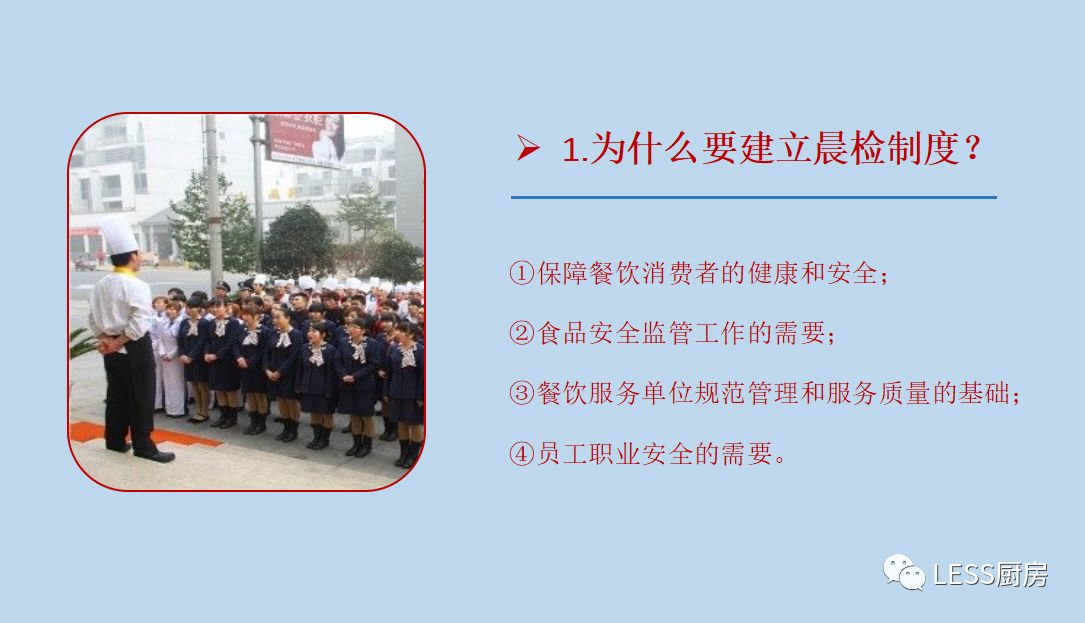 ➢ 1.为什么要建立晨检制度？
①保障餐饮消费者的健康和安全；
②食品安全监管工作的需要；
③餐饮服务单位规范管理和服务质量的基础；
④员工职业安全的需要。
LESS厨房